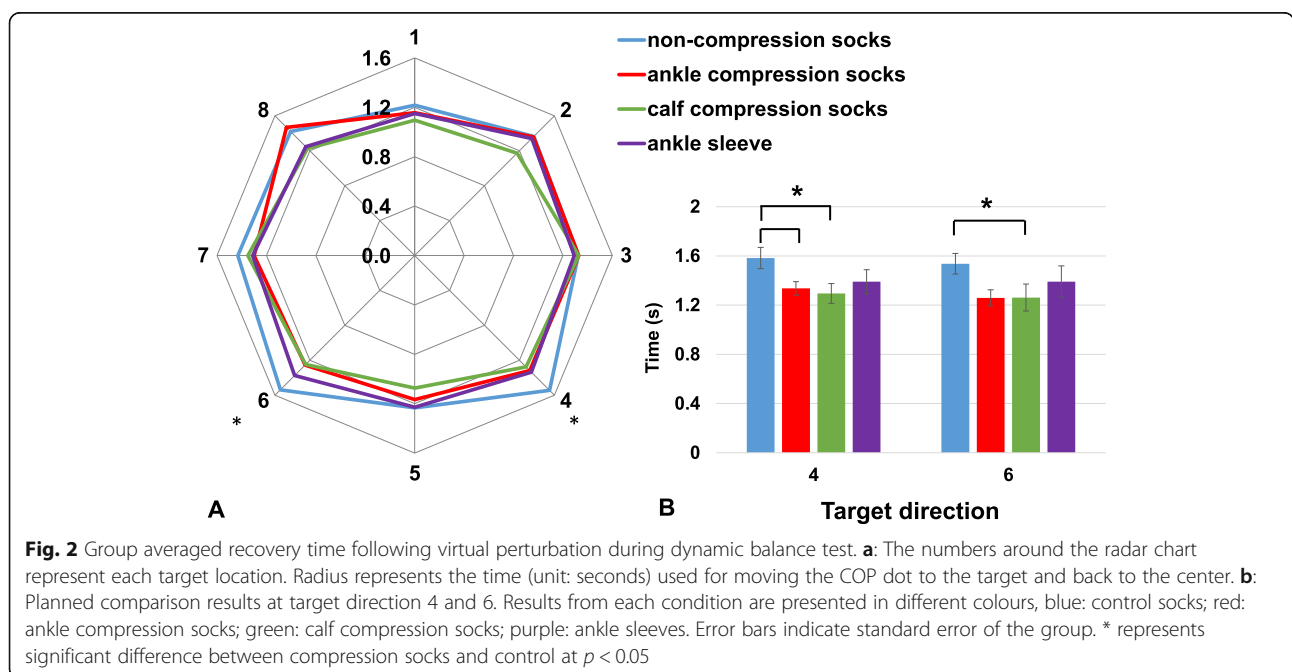 1
1.6
1.2
0.8
0.4
0.0
2
3
4
*
5
6
*
7
8
A
non-compression socks
ankle compression socks
calf compression socks
ankle sleeve
Time (s)
2
1.6
1.2
0.8
0.4
0
*
*
4
6
B
Target direction
Fig. 2 Group averaged recovery time following virtual perturbation during dynamic balance test. a: The numbers around the radar chart
represent each target location. Radius represents the time (unit: seconds) used for moving the COP dot to the target and back to the center. b:
Planned comparison results at target direction 4 and 6. Results from each condition are presented in different colours, blue: control socks; red:
ankle compression socks; green: calf compression socks; purple: ankle sleeves. Error bars indicate standard error of the group. * represents
significant difference between compression socks and control at p < 0.05